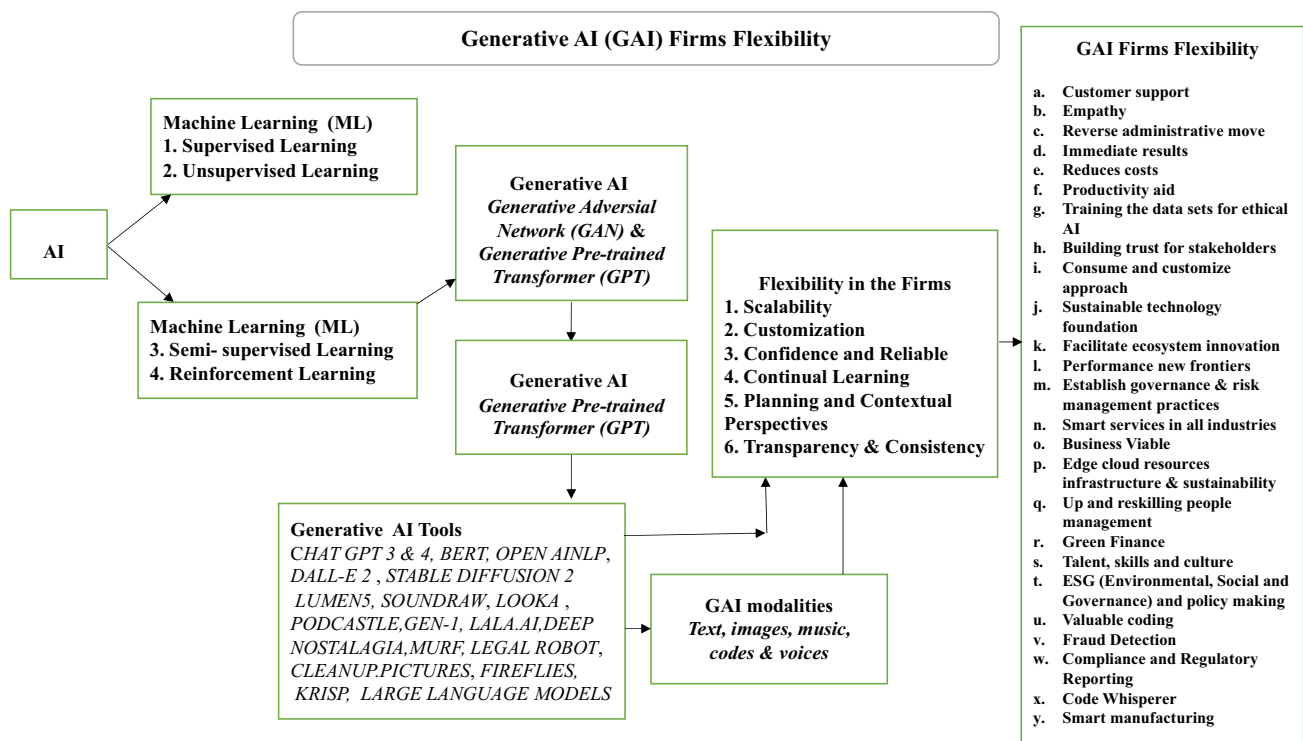 Generative AI (GAI) Firms Flexibility
AI
Machine Learning (ML)
1. Supervised Learning
2. Unsupervised Learning
Machine Learning (ML)
3. Semi- supervised Learning
4. Reinforcement Learning
Generative AI
Generative Adversial
Network (GAN) &
Generative Pre-trained
Transformer (GPT)
Generative AI
Generative Pre-trained
Transformer (GPT)
Generative AI Tools
CHAT GPT 3 & 4, BERT, OPEN AINLP,
DALL-E 2 , STABLE DIFFUSION 2
LUMEN5, SOUNDRAW, LOOKA ,
PODCASTLE,GEN-1, LALA.AI,DEEP
NOSTALAGIA,MURF, LEGAL ROBOT,
CLEANUP.PICTURES, FIREFLIES,
KRISP, LARGE LANGUAGE MODELS
GAI modalities
Text, images, music,
codes & voices
Flexibility in the Firms
1. Scalability
2. Customization
3. Confidence and Reliable
4. Continual Learning
5. Planning and Contextual
Perspectives
6. Transparency & Consistency
GAI Firms Flexibility
a. Customer support
b. Empathy
c. Reverse administrative move
d. Immediate results
e. Reduces costs
f. Productivity aid
g. Training the data sets for ethical
AI
h. Building trust for stakeholders
i. Consume and customize
approach
j. Sustainable technology
foundation
k. Facilitate ecosystem innovation
l. Performance new frontiers
m. Establish governance & risk
management practices
n. Smart services in all industries
o. Business Viable
p. Edge cloud resources
infrastructure & sustainability
q. Up and reskilling people
management
r. Green Finance
s. Talent, skills and culture
t. ESG (Environmental, Social and
Governance) and policy making
u. Valuable coding
v. Fraud Detection
w. Compliance and Regulatory
Reporting
x. Code Whisperer
y. Smart manufacturing